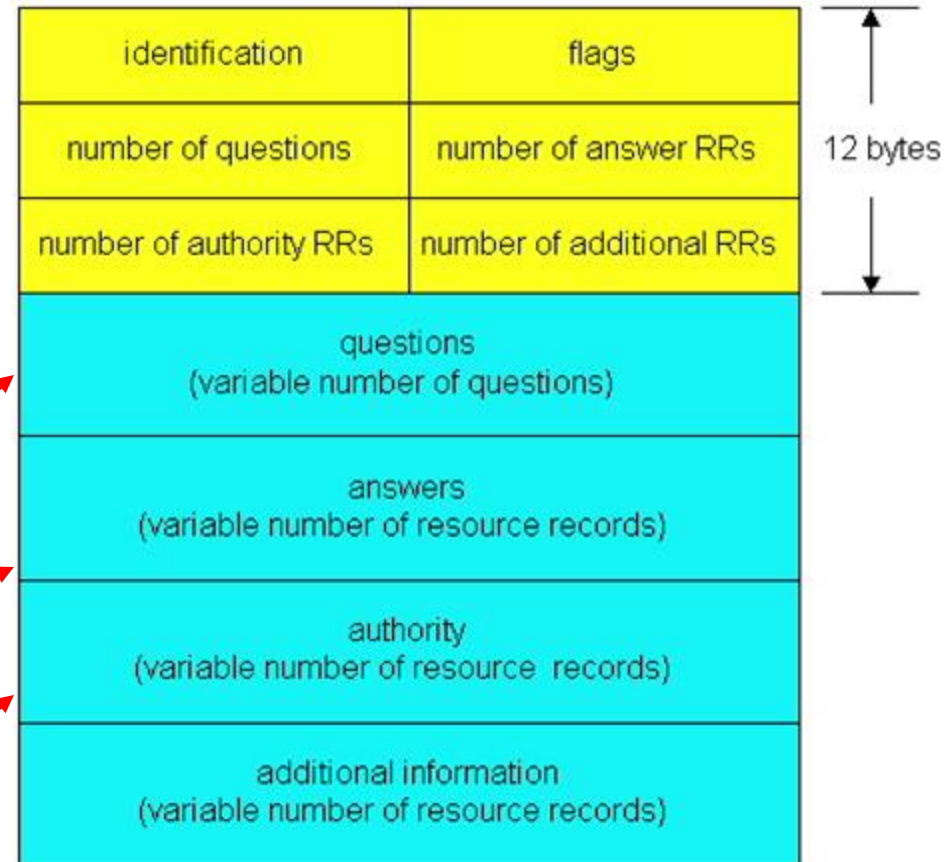 identification
flags
number of questions
number of answer RRs
12 bytes
number of authority RRs
number of additional RRs
questions
(variable number of questions)
answers
(variable number of resource records)
authority
(variable number of resource records)
additional information
(variable number of resource records)